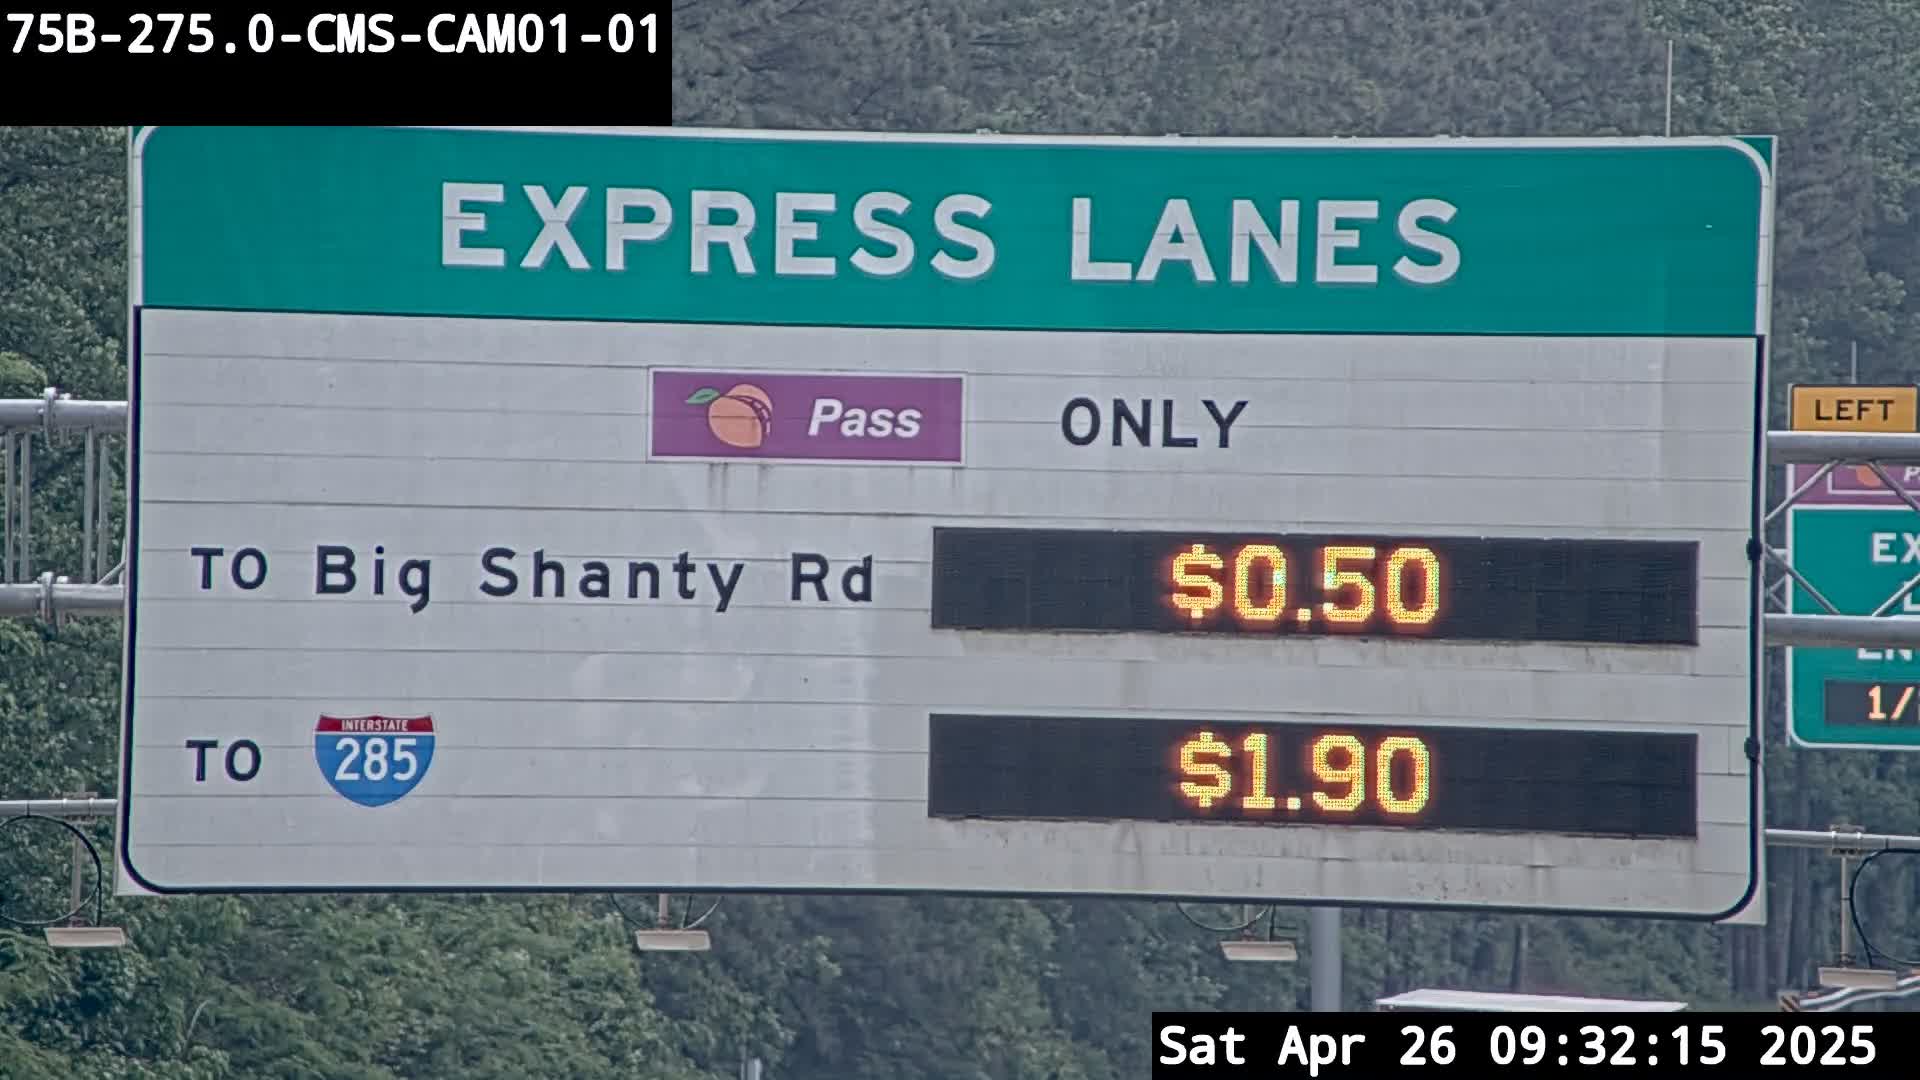 75B-275.0-CMS-CAM01-01
EXPRESS LANES
Pass ONLY
TO Big Shanty Rd $0.50
TO INTERSTATE 285 $1.90
LEFT
Sat Apr 26 09:32:15 2025